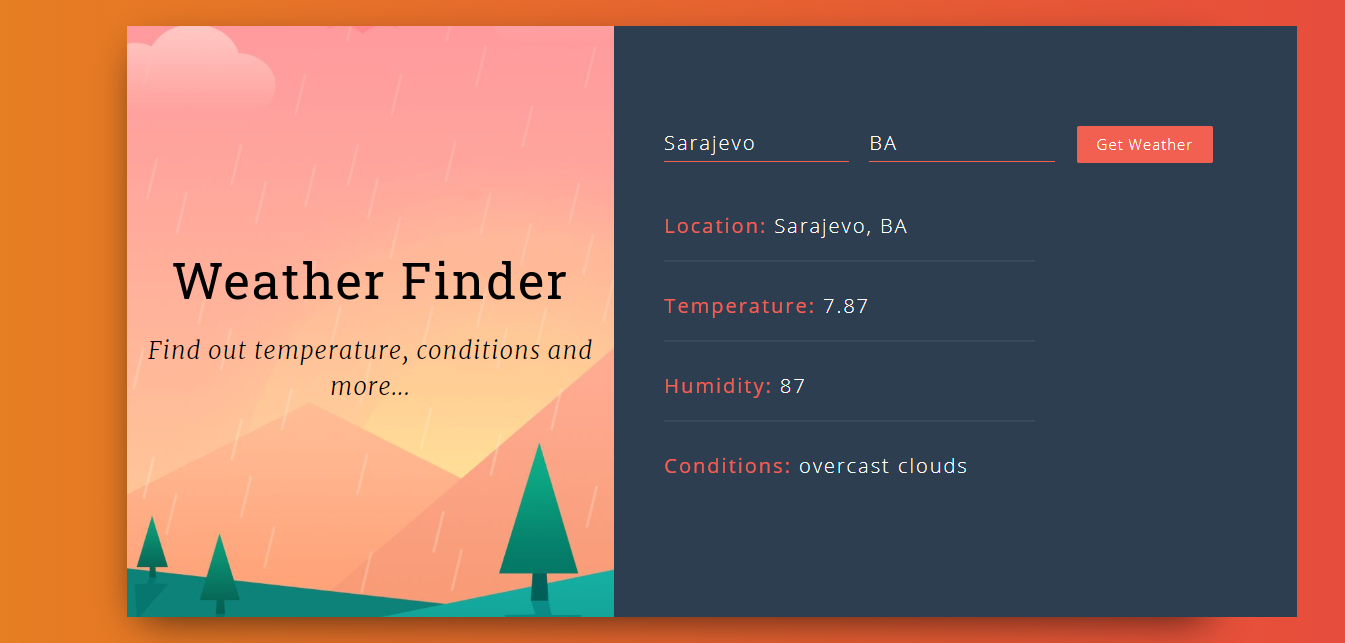 Weather Finder
Find out temperature, conditions and
more...
Sarajevo
BA
Get Weather
Location: Sarajevo, BA
Temperature: 7.87
Humidity: 87
Conditions: overcast clouds